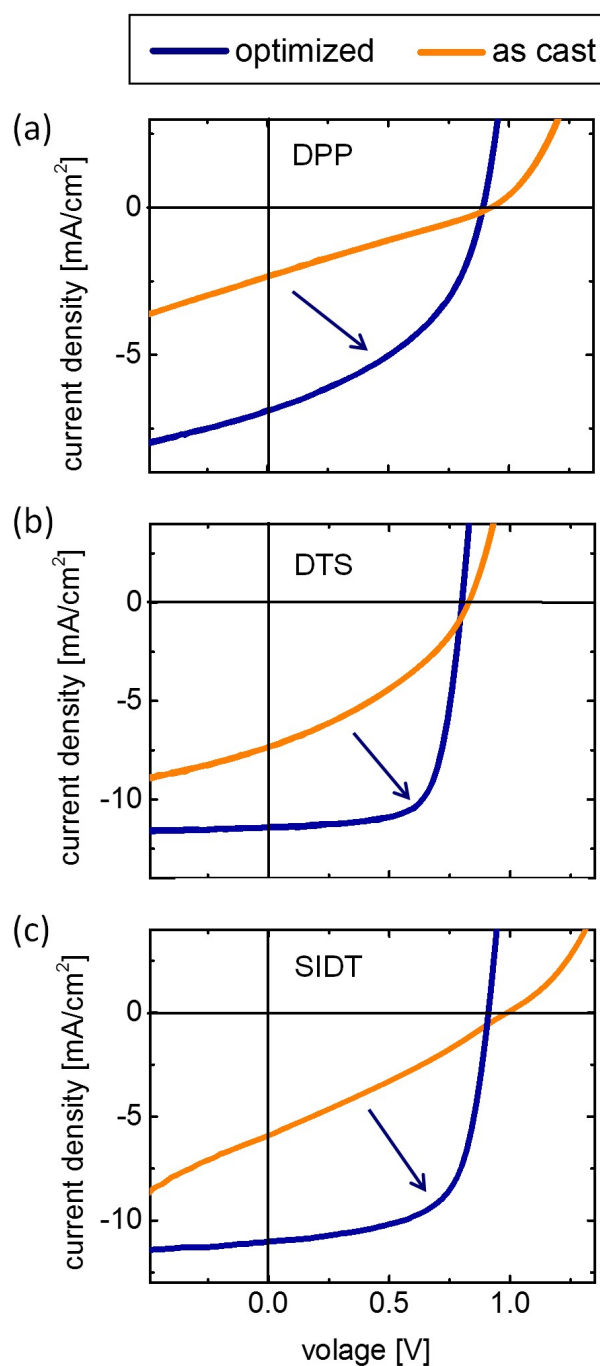 optimized as cast
(a)
DPP
0
-5
current density [mA/cm²]
(b)
DTS
0
-5
-10
current density [mA/cm²]
(c)
SIDT
0
-5
-10
current density [mA/cm²]
0.0 0.5 1.0
volage [V]